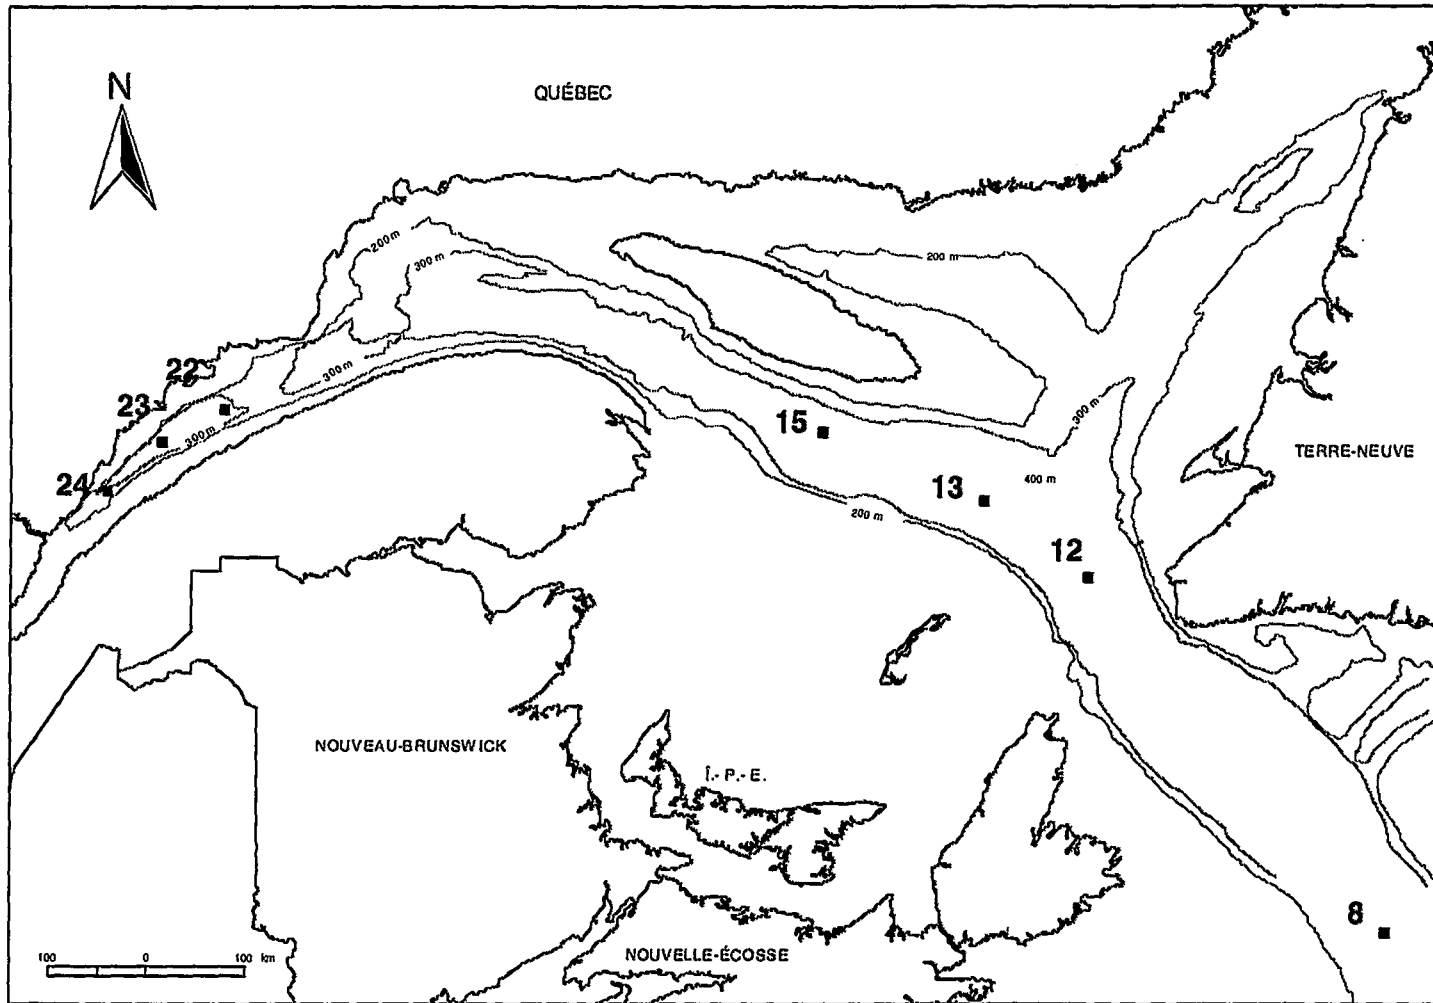 N
QUÉBEC
200 m
300 m
200 m
22
300 m
23
300 m
24
15
300 m
TERRE-NEUVE
400 m
13
200 m
12
NOUVEAU-BRUNSWICK
Î.- P.- E.
8
NOUVELLE-ÉCOSSE
100 0 100 km